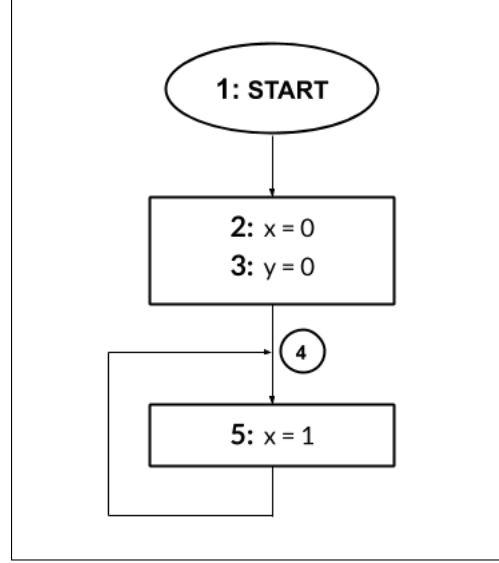 1: START
2: x = 0
3: y = 0
4
5: x = 1